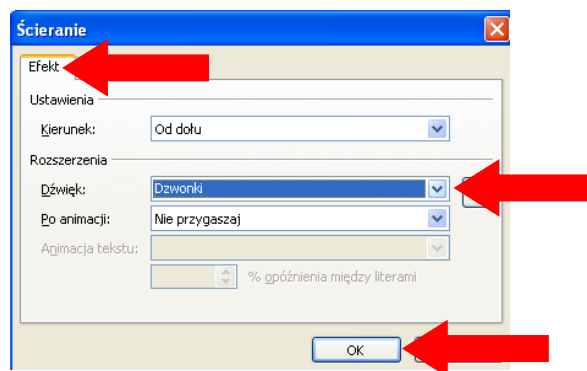 Ścieranie
Efekt
Ustawienia
Kierunek: Od dołu
Rozszerzenia
Dźwięk: Dzwonki
Po animacji: Nie przygaszaj
Animacja tekstu:
% opóźnienia między literami
OK